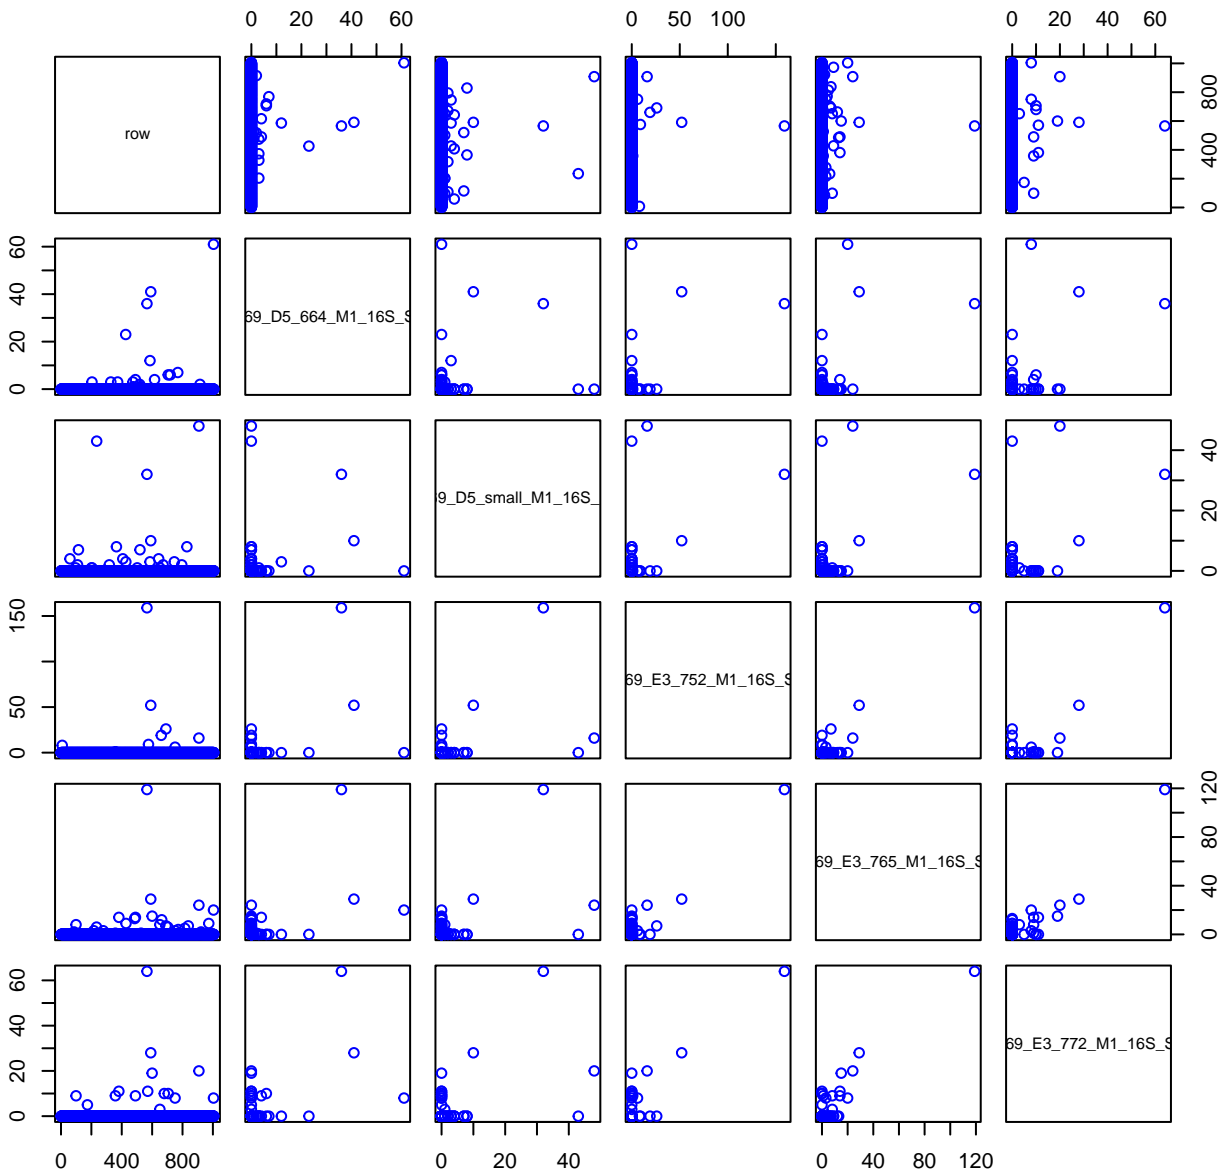 0 20 40 60 0 50 100 0 20 40 60
row
0 200 400 800
0 20 40 60
69_D5_664_M1_16S_S
9_D5_small_M1_16S_
0 20 40
0 50 150
69_E3_752_M1_16S_S
69_E3_765_M1_16S_S
0 40 80 120
0 20 40 60
69_E3_772_M1_16S_S
0 400 800 0 20 40 0 40 80 120